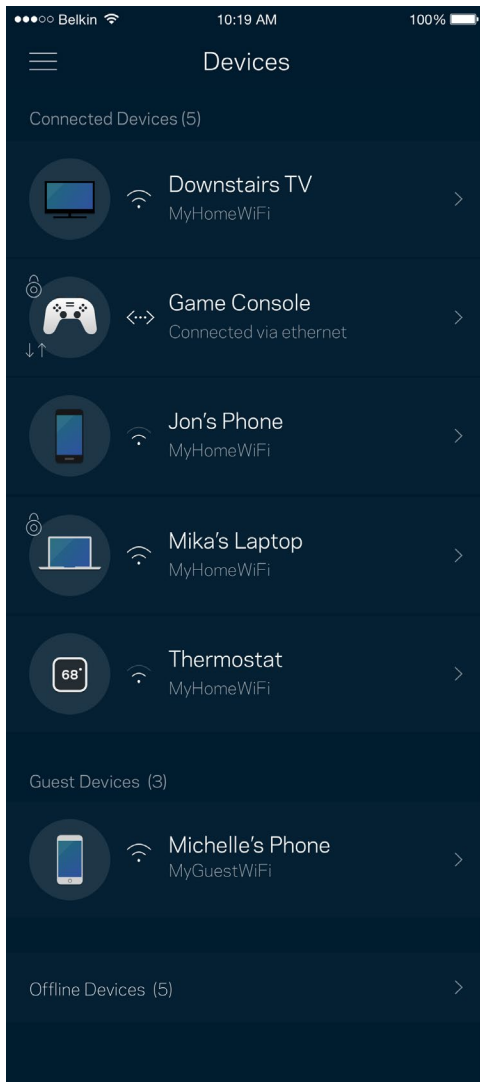 Belkin 10:19 AM 100%
Devices
Connected Devices (5)
Downstairs TV
MyHomeWiFi
Game Console
Connected via ethernet
Jon's Phone
MyHomeWiFi
Mika's Laptop
MyHomeWiFi
68°
Thermostat
MyHomeWiFi
Guest Devices (3)
Michelle's Phone
MyGuestWiFi
Offline Devices (5)